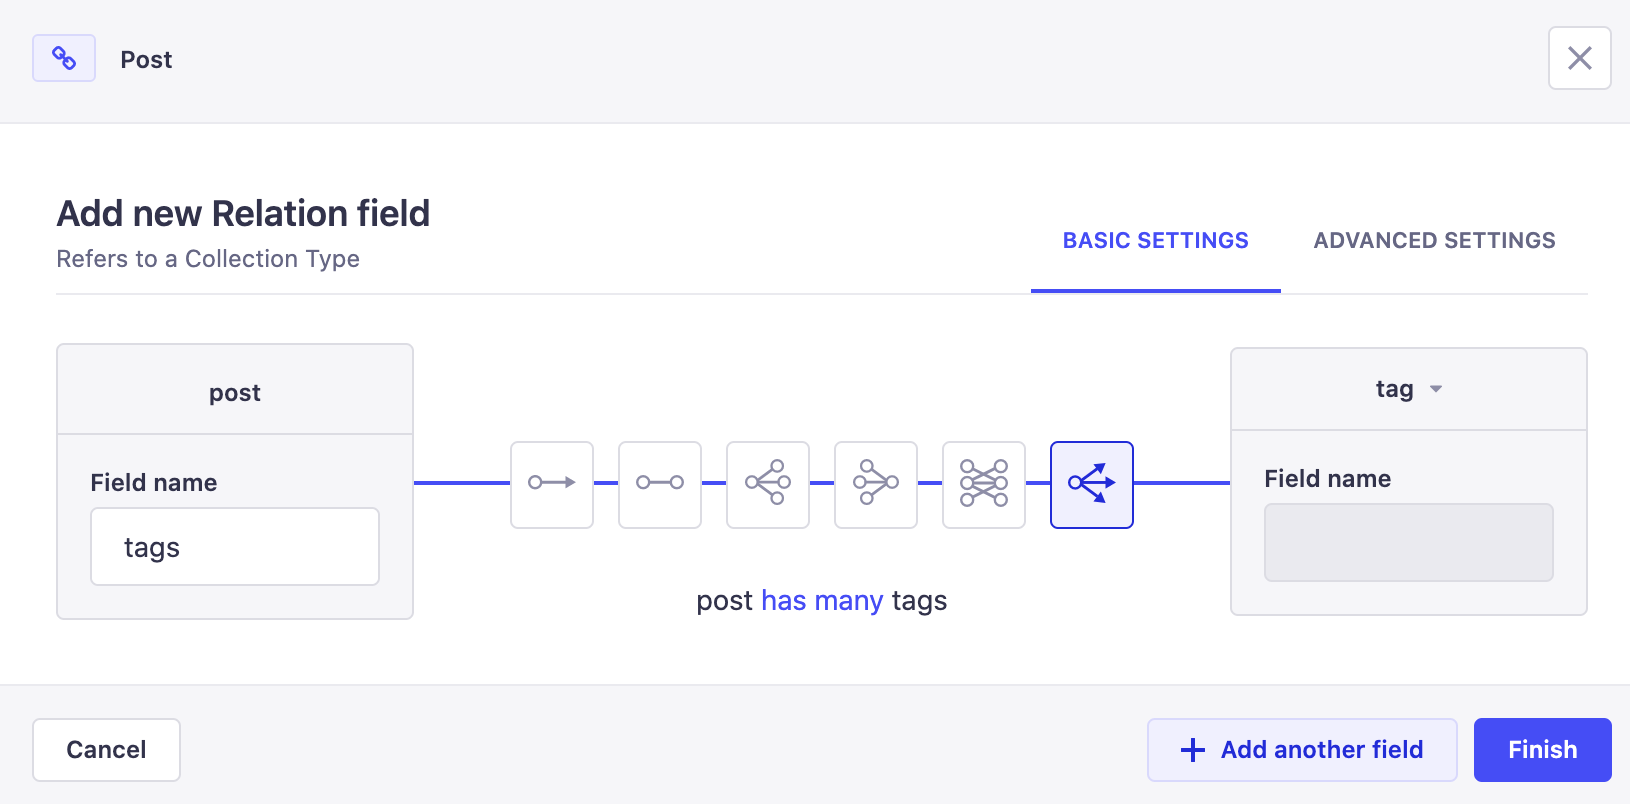 Post
Add new Relation field
Refers to a Collection Type
BASIC SETTINGS
ADVANCED SETTINGS
post
Field name
tags
tag
Field name
post has many tags
Cancel
Add another field
Finish